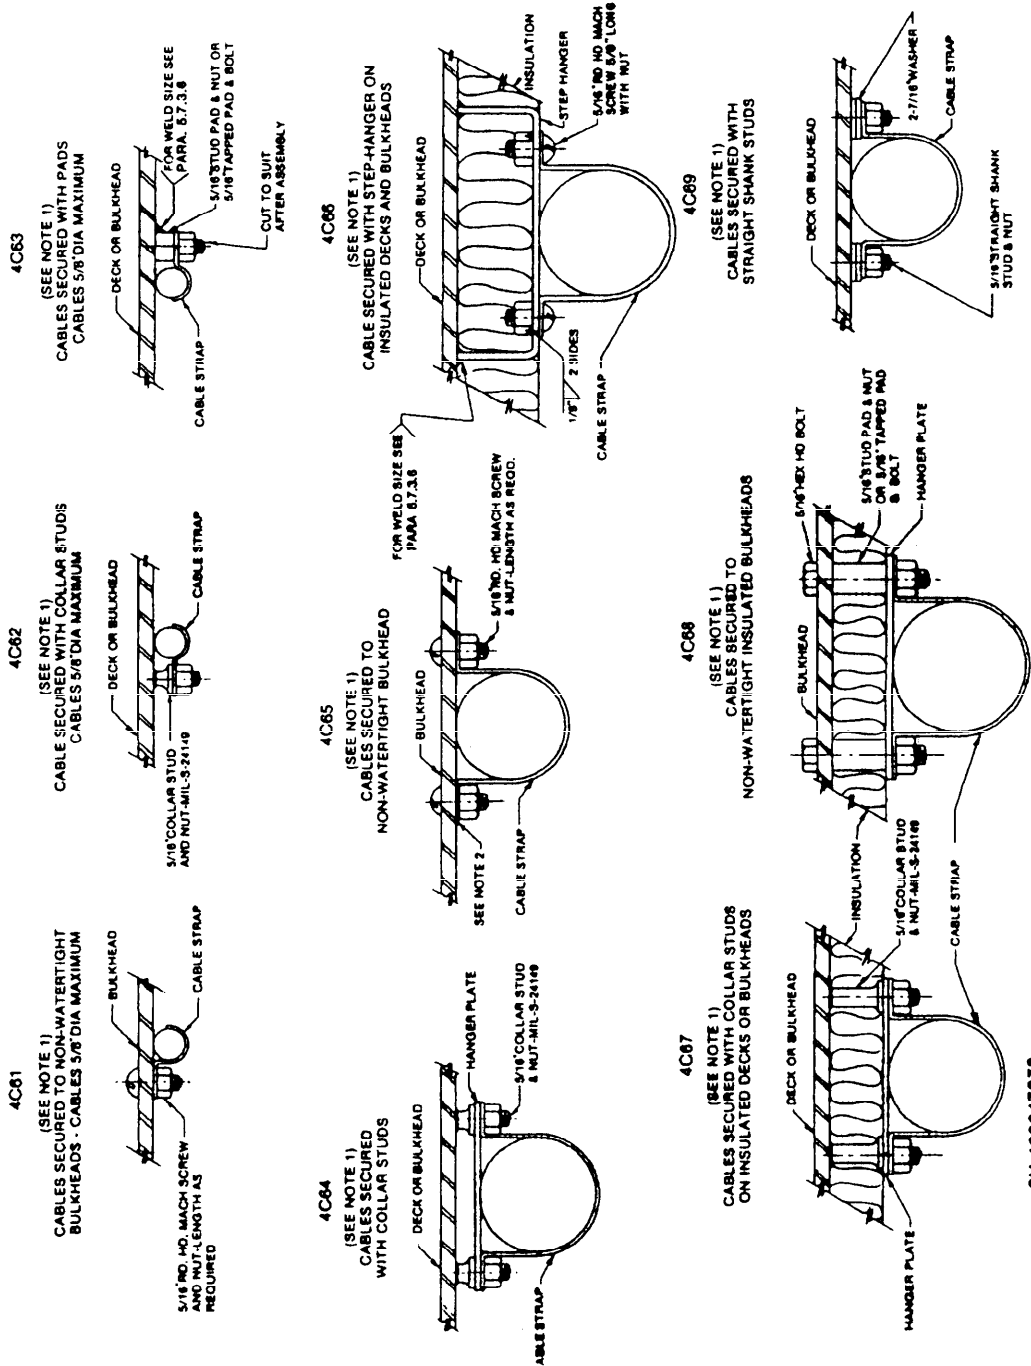 4C61
(SEE NOTE 1)
CABLES SECURED TO NON-WATERTIGHT
BULKHEADS - CABLES 5/8" DIA MAXIMUM
BULKHEAD
CABLE STRAP
5/16" RD. HD. MACH SCREW
AND NUT-LENGTH AS
REQUIRED
4C62
(SEE NOTE 1)
CABLE SECURED WITH COLLAR STUDS
CABLES 5/8" DIA MAXIMUM
DECK OR BULKHEAD
CABLE STRAP
5/16" COLLAR STUD
AND NUT-MIL-S-24149
4C63
(SEE NOTE 1)
CABLES SECURED WITH PADS
CABLES 5/8" DIA MAXIMUM
DECK OR BULKHEAD
FOR WELD SIZE SEE
PARA. 5.7.3.6
5/16" STUD PAD & NUT OR
5/16" TAPPED PAD & BOLT
CUT TO SUIT
AFTER ASSEMBLY
CABLE STRAP
4C64
(SEE NOTE 1)
CABLES SECURED
WITH COLLAR STUDS
DECK OR BULKHEAD
HANGER PLATE
5/16" COLLAR STUD
& NUT-MIL-S-24149
ABLE STRAP
4C65
(SEE NOTE 1)
CABLES SECURED TO
NON-WATERTIGHT BULKHEAD
BULKHEAD
5/16" RD. HD MACH SCREW
& NUT-LENGTH AS REQD.
SEE NOTE 2
CABLE STRAP
4C66
(SEE NOTE 1)
CABLE SECURED WITH STEP-HANGER ON
INSULATED DECKS AND BULKHEADS
DECK OR BULKHEAD
FOR WELD SIZE SEE
PARA 5.7.3.6
INSULATION
STEP HANGER
5/16" RD HD MACH
SCREW 5/8" LONG
WITH NUT
1/8" 2 SIDES
CABLE STRAP
4C67
(SEE NOTE 1)
CABLES SECURED WITH COLLAR STUDS
ON INSULATED DECKS OR BULKHEADS
DECK OR BULKHEAD
INSULATION
5/16" COLLAR STUD
& NUT-MIL-S-24149
CABLE STRAP
HANGER PLATE
4C68
(SEE NOTE 1)
CABLES SECURED TO
NON-WATERTIGHT INSULATED BULKHEADS
BULKHEAD
5/16" HEX HD BOLT
5/16" STUD PAD & NUT
OR 5/16" TAPPED PAD
& BOLT
HANGER PLATE
4C69
(SEE NOTE 1)
CABLES SECURED WITH
STRAIGHT SHANK STUDS
DECK OR BULKHEAD
2-7/16" WASHER
CABLE STRAP
5/16" STRAIGHT SHANK
STUD & NUT